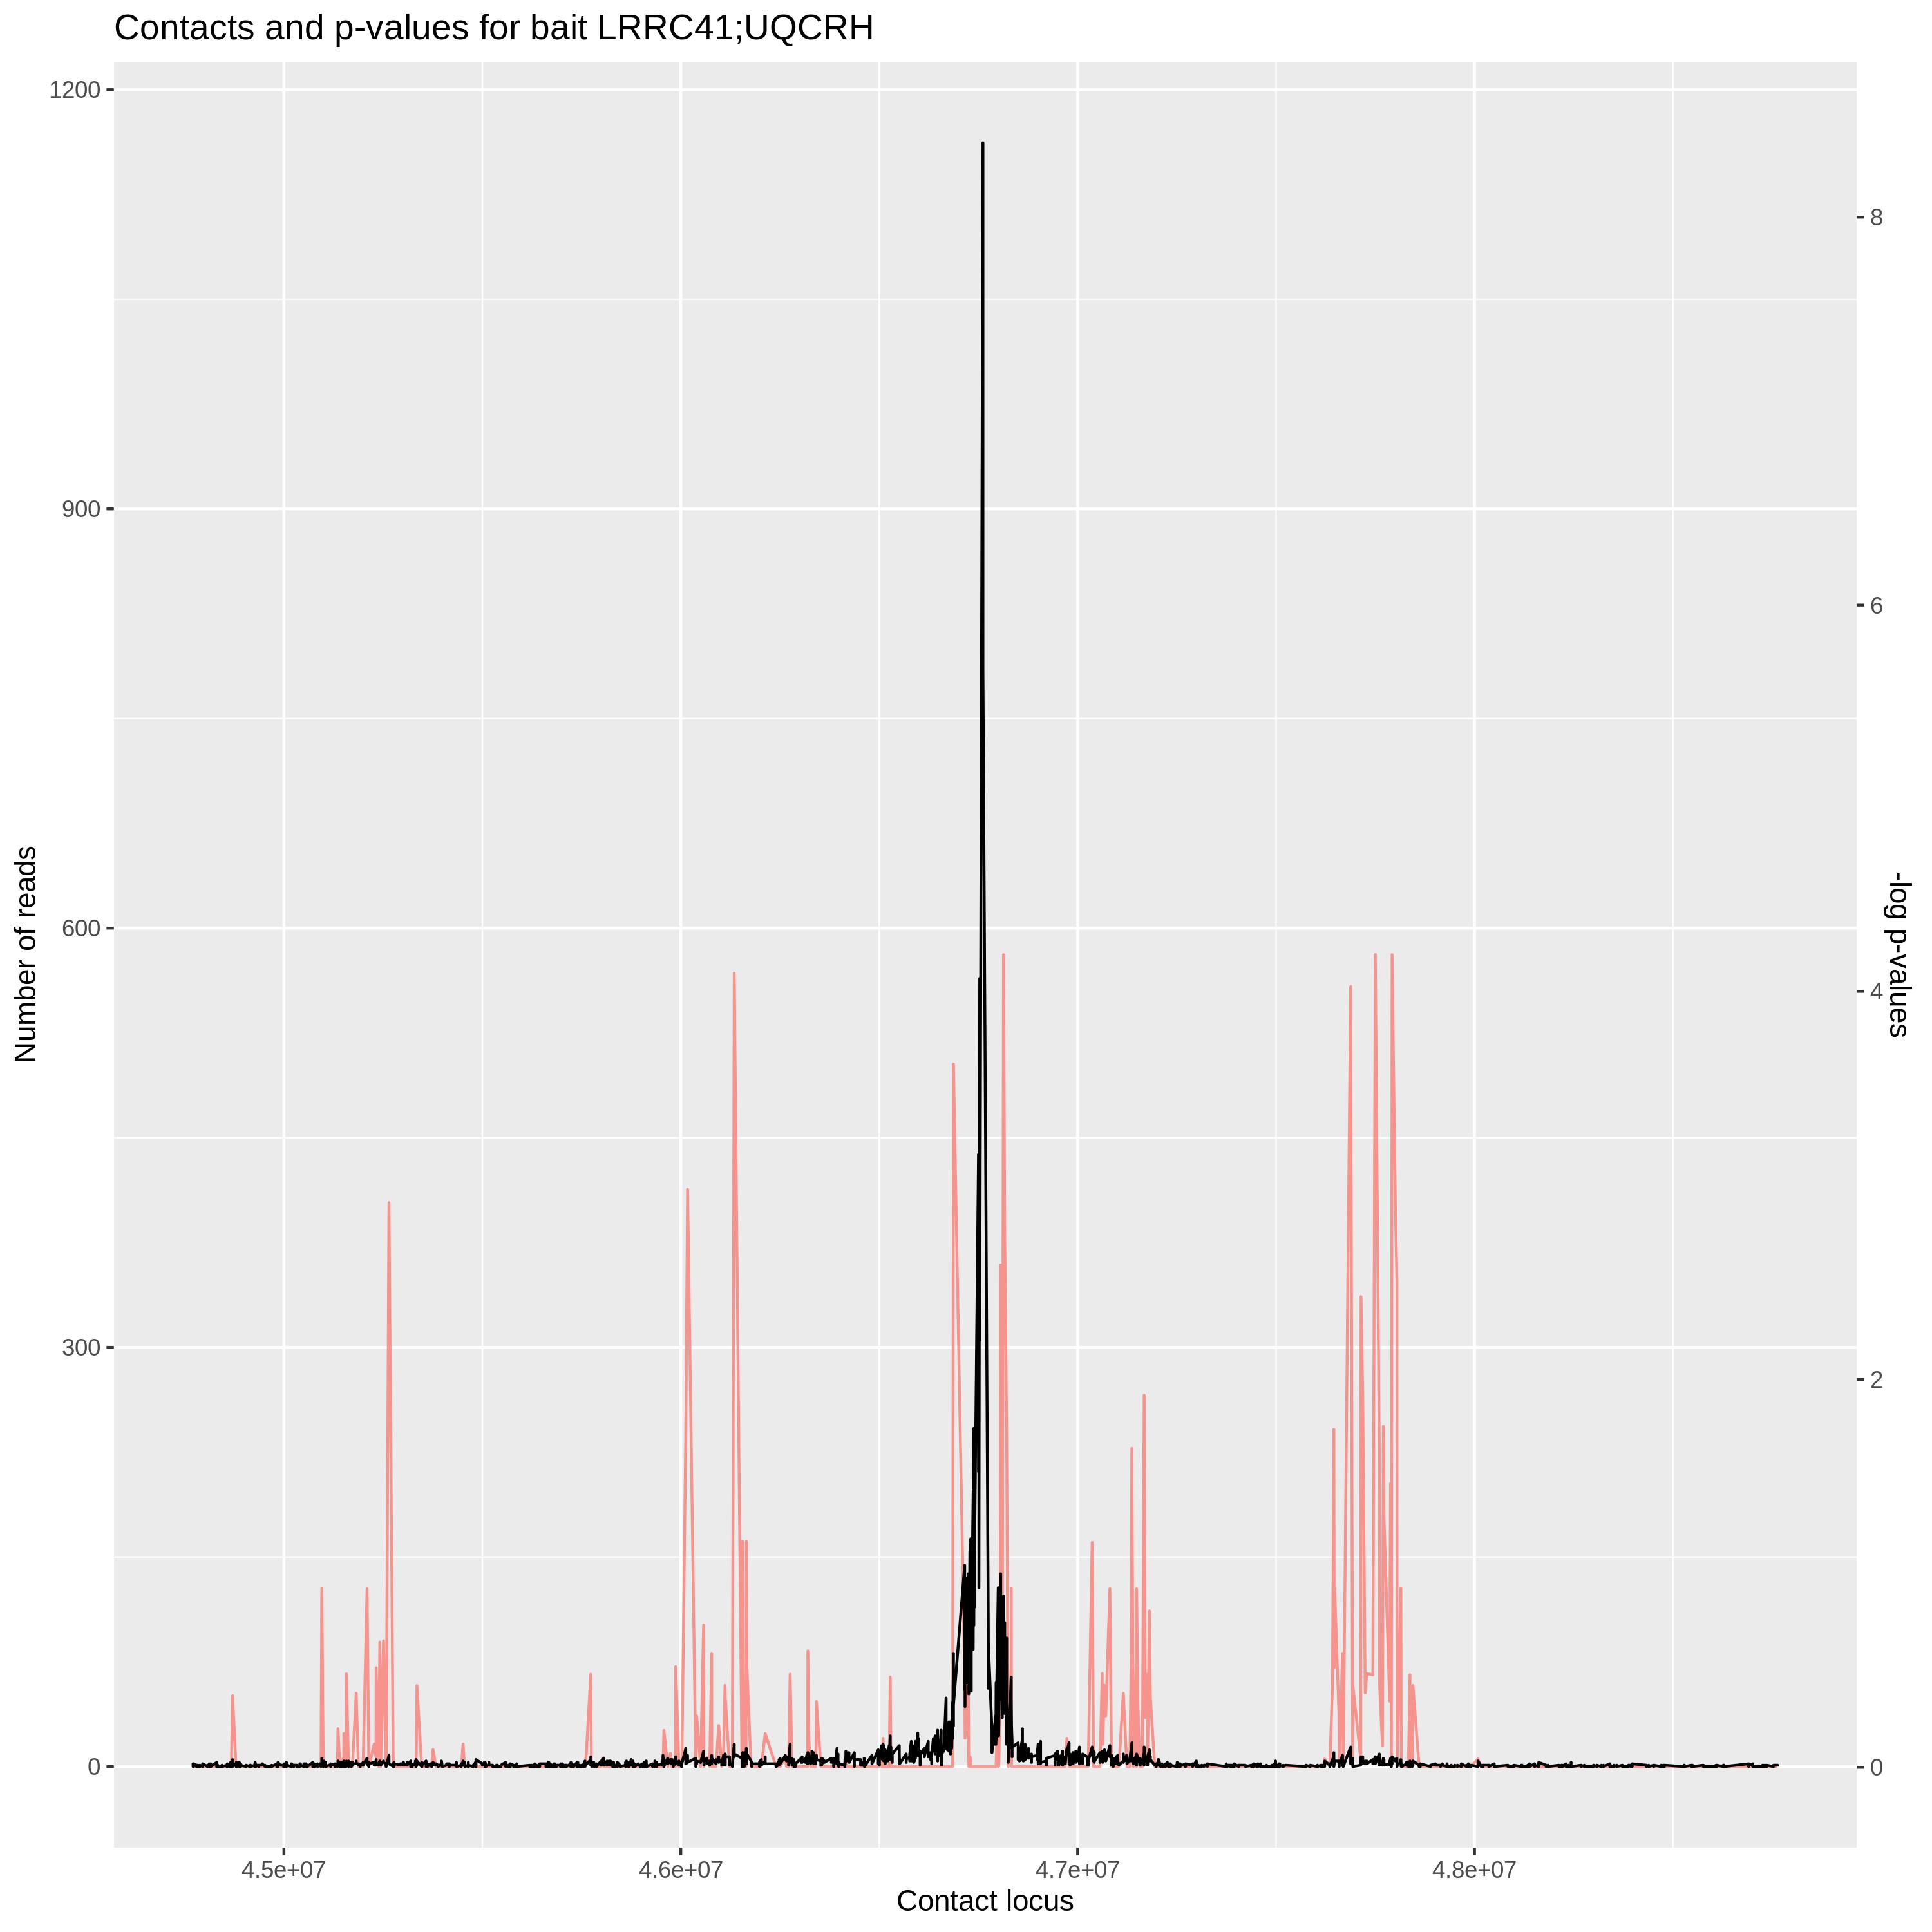 Contacts and p-values for bait LRRC41;UQCRH
1200
900
600
300
0
Number of reads
8
6
4
2
0
-log p-values
4.5e+07 4.6e+07 4.7e+07 4.8e+07
Contact locus